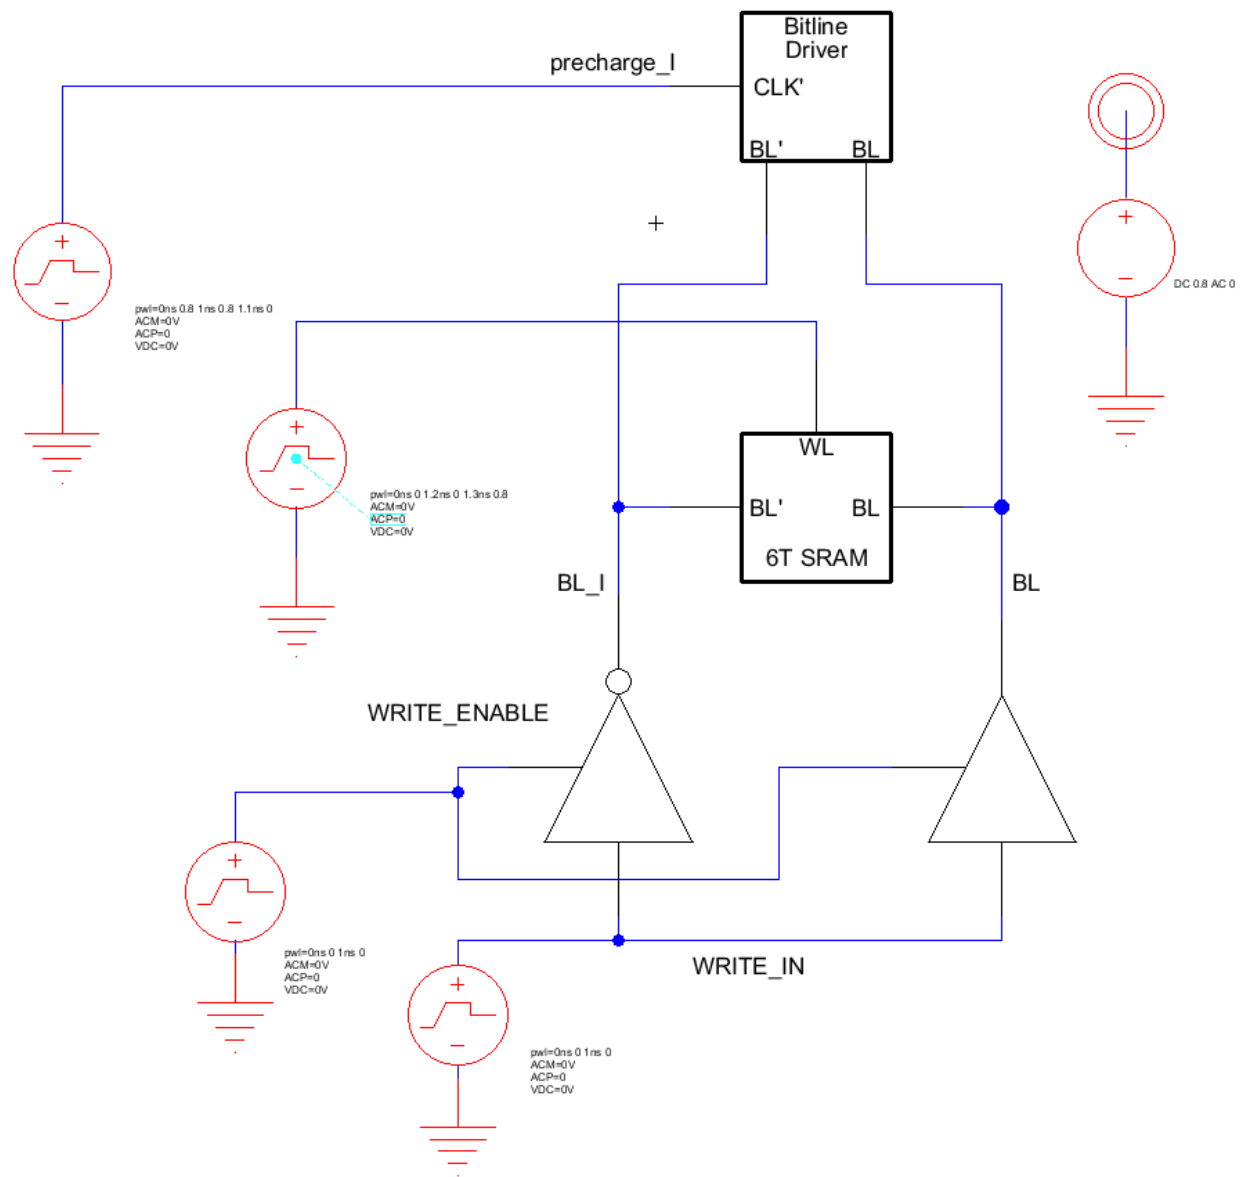 Bitline
Driver
precharge_I
CLK'
BL'
BL
DC 0.8 AC 0
pwl=0ns 0.8 1ns 0.8 1.1ns 0
ACM=0V
ACP=0
VDC=0V
WL
pwl=0ns 0 1.2ns 0 1.3ns 0.8
ACM=0V
ACP=0
VDC=0V
BL'
BL
6T SRAM
BL_I
BL
WRITE_ENABLE
pwl=0ns 0 1ns 0
ACM=0V
ACP=0
VDC=0V
WRITE_IN
pwl=0ns 0 1ns 0
ACM=0V
ACP=0
VDC=0V